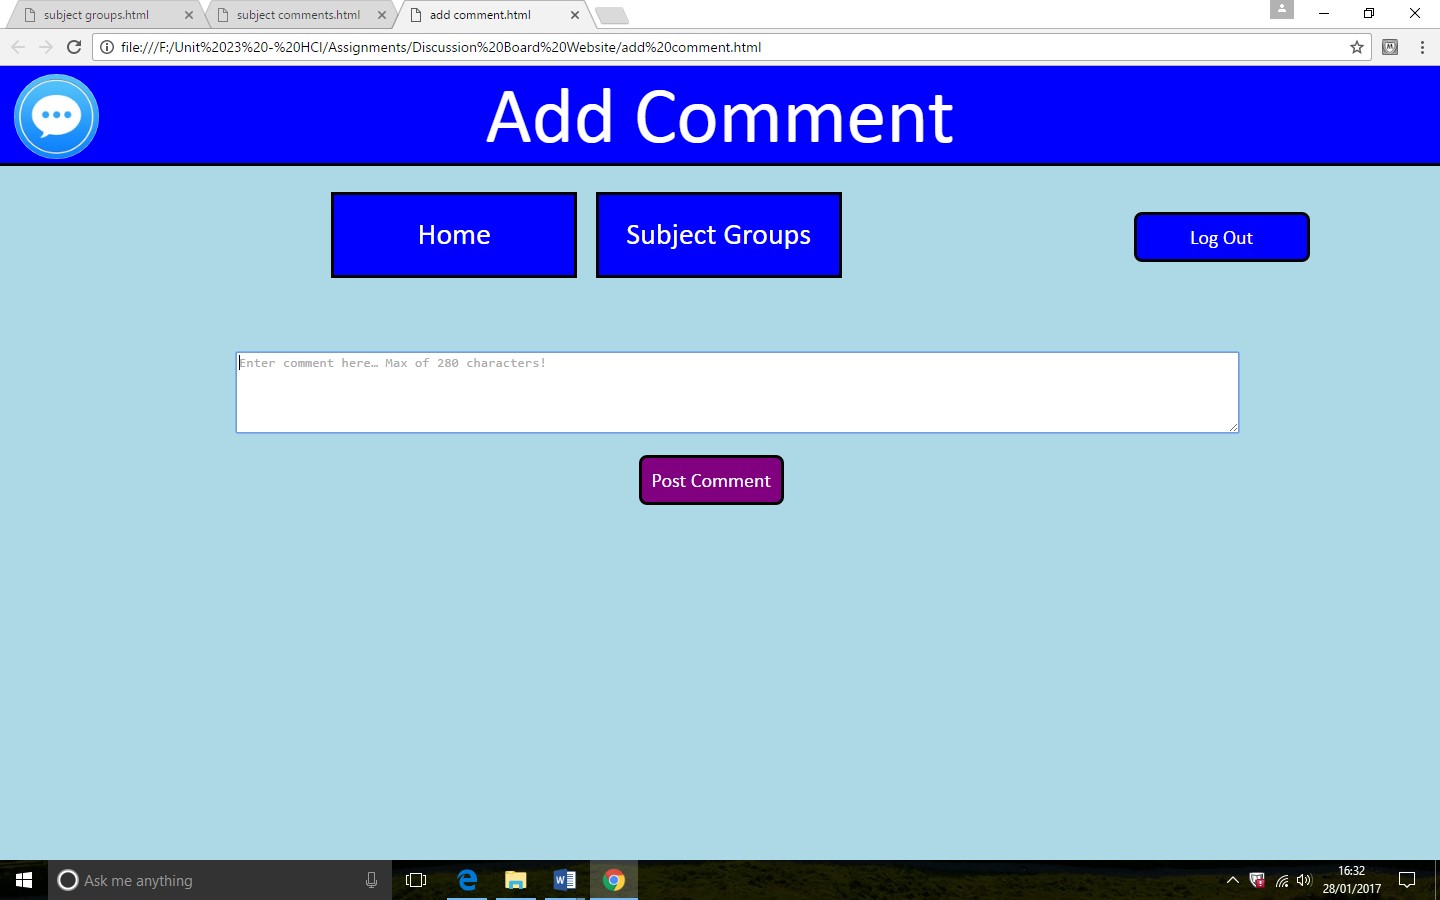 subject groups.html
subject comments.html
add comment.html
file:///F:/Unit%2023%20-%20HCI/Assignments/Discussion%20Board%20Website/add%20comment.html
Add Comment
Home
Subject Groups
Log Out
Enter comment here... Max of 280 characters!
Post Comment
Ask me anything
16:32
28/01/2017